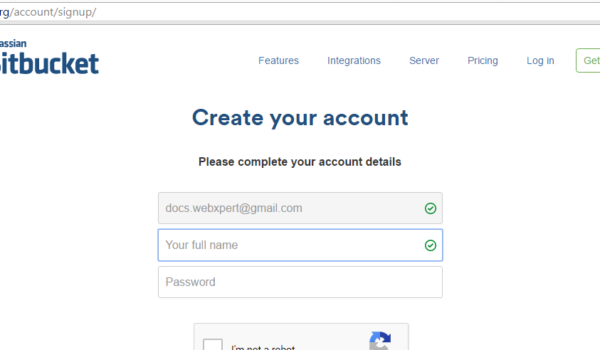 rg/account/signup/
assian
itbucket
Features Integrations Server Pricing Log in Get
Create your account
Please complete your account details
docs.webxpert@gmail.com
Your full name
Password
I'm not a robot